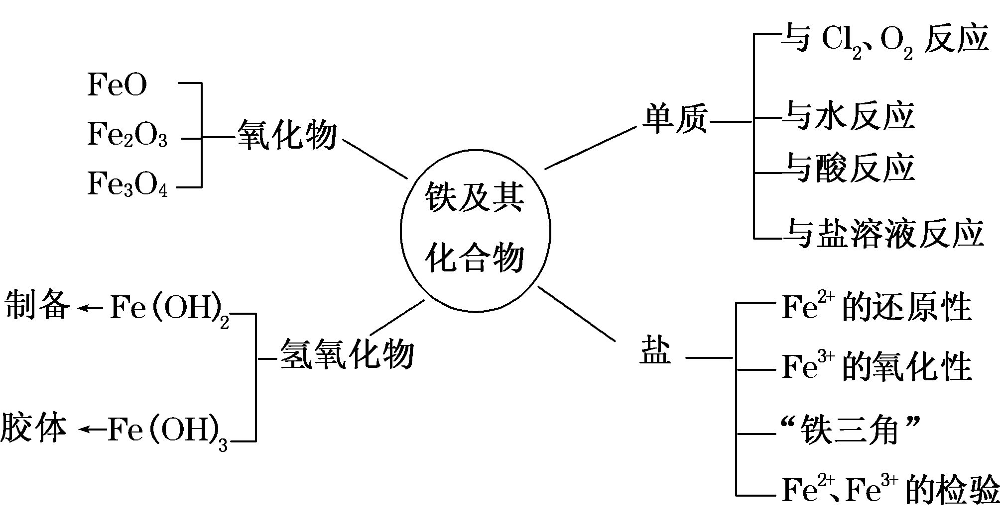 FeO
Fe₂O₃
Fe₃O₄
氧化物
铁及其
化合物
单质
与 Cl₂、O₂ 反应
与水反应
与酸反应
与盐溶液反应
制备←Fe(OH)₂
胶体←Fe(OH)₃
氢氧化物
盐
Fe²⁺的还原性
Fe³⁺的氧化性
“铁三角”
Fe²⁺、Fe³⁺的检验